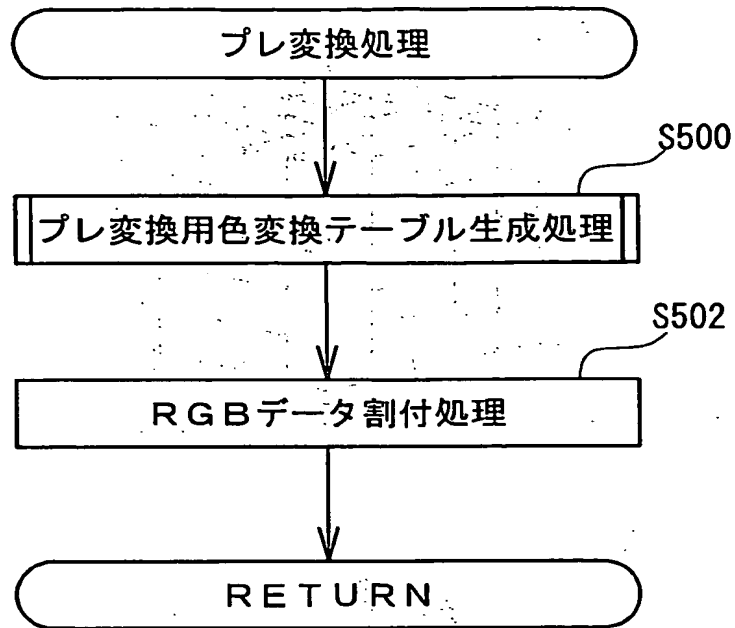 プレ変換処理
S500
プレ変換用色変換テーブル生成処理
S502
RGBデータ割付処理
RETURN